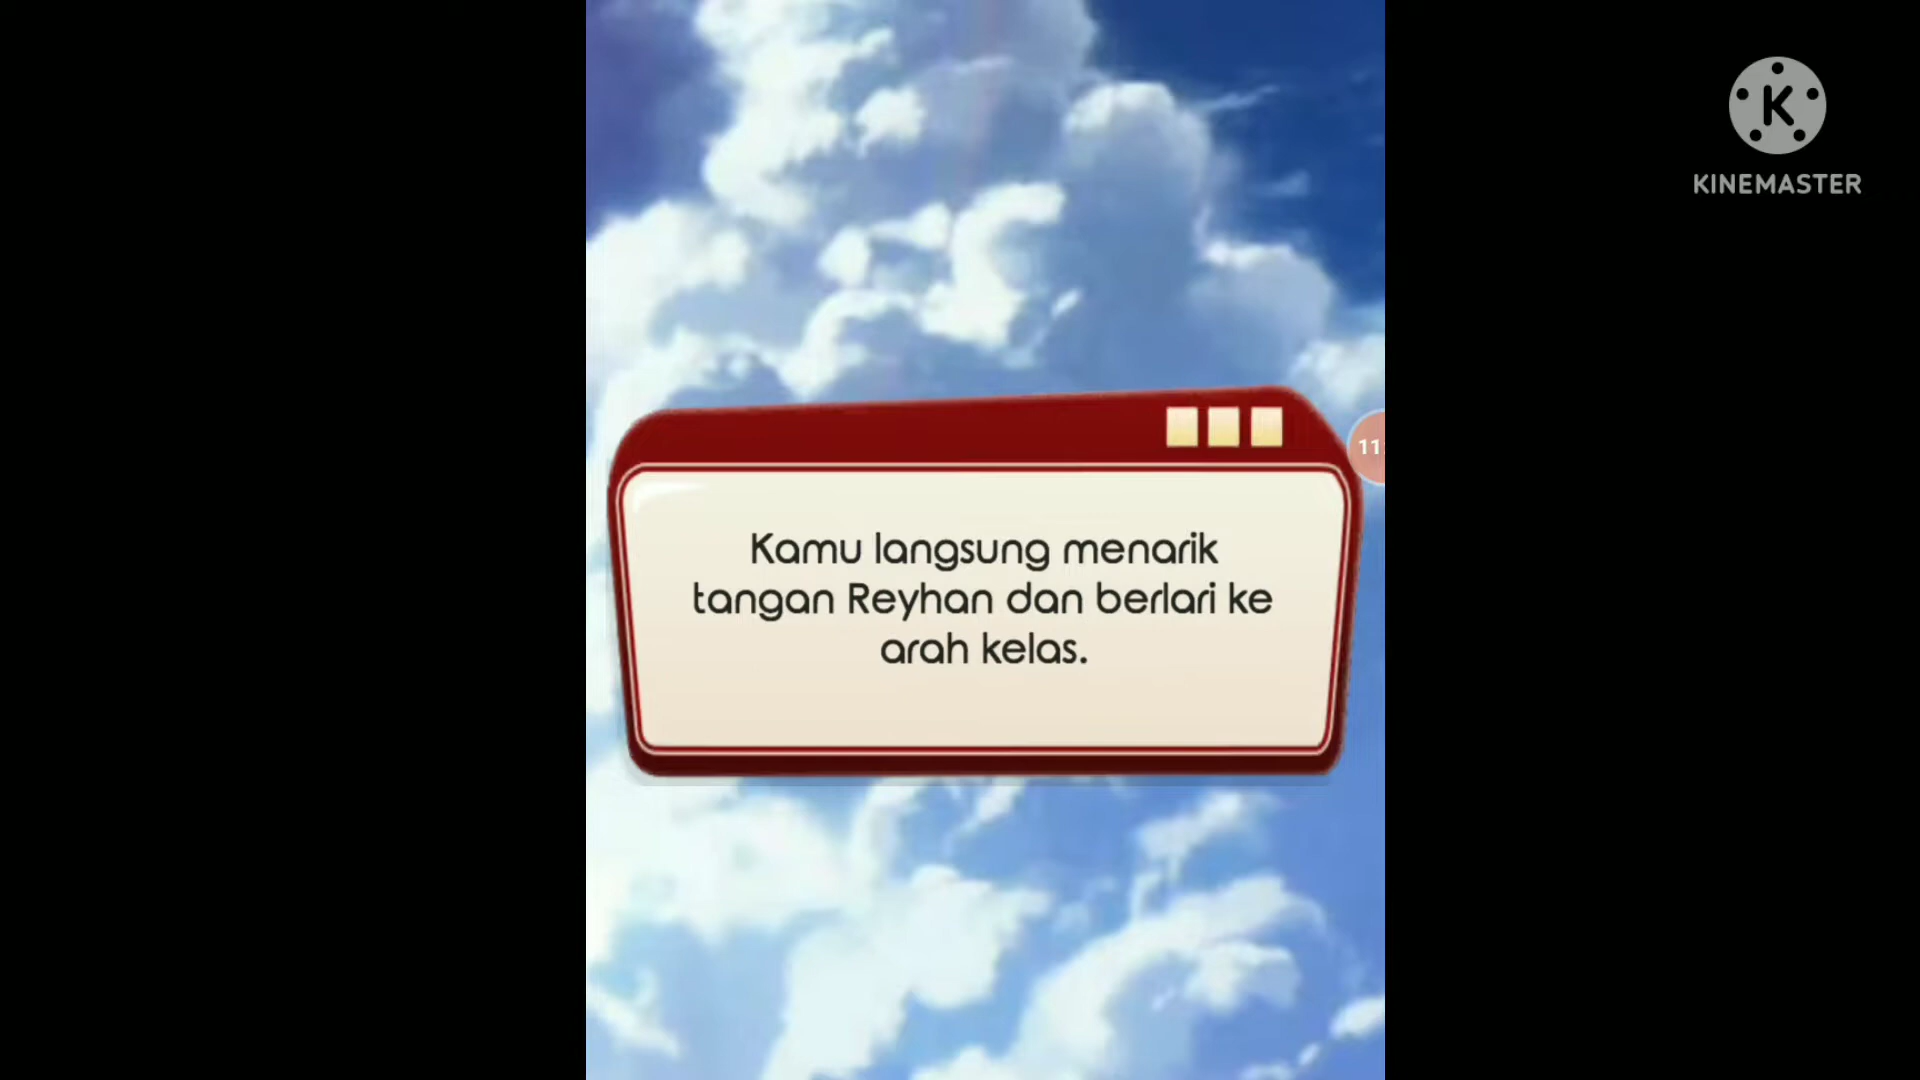 KINEMASTER
11
Kamu langsung menarik
tangan Reyhan dan berlari ke
arah kelas.